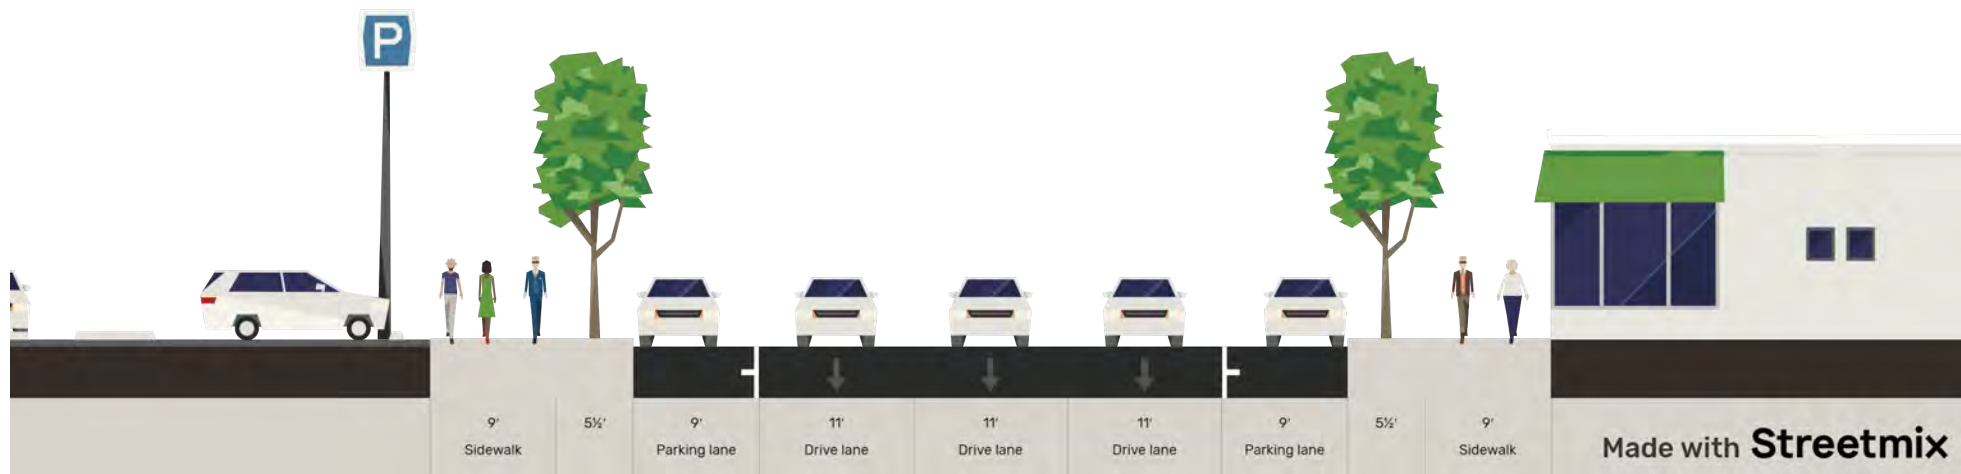 P
9' 5½' 9' 11' 11' 11' 9' 5½' 9'
Sidewalk Parking lane Drive lane Drive lane Drive lane Parking lane Sidewalk
Made with Streetmix